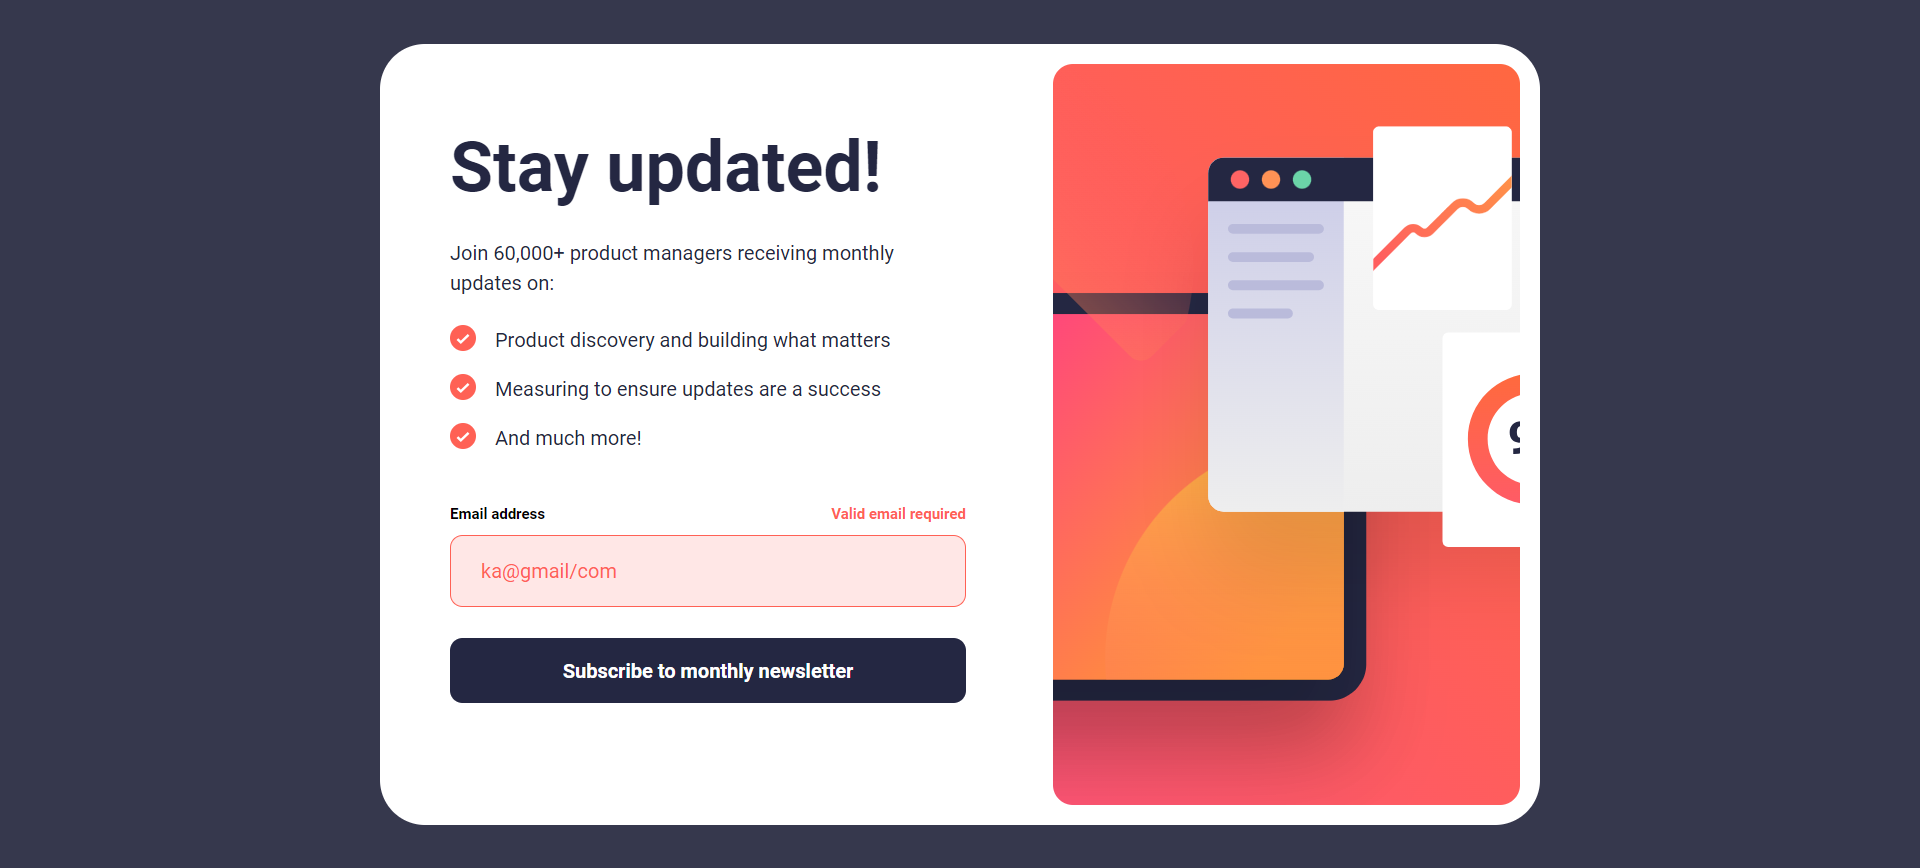 Stay updated!
Join 60,000+ product managers receiving monthly
updates on:
Product discovery and building what matters
Measuring to ensure updates are a success
And much more!
Email address
Valid email required
ka@gmail/com
Subscribe to monthly newsletter
9